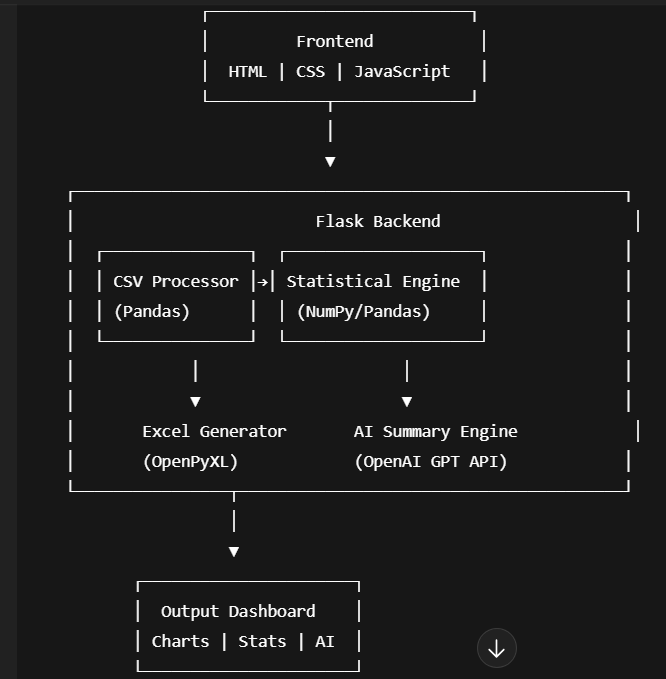 Frontend
HTML | CSS | JavaScript
Flask Backend
CSV Processor → Statistical Engine
(Pandas) (NumPy/Pandas)
Excel Generator AI Summary Engine
(OpenPyXL) (OpenAI GPT API)
Output Dashboard
Charts | Stats | AI